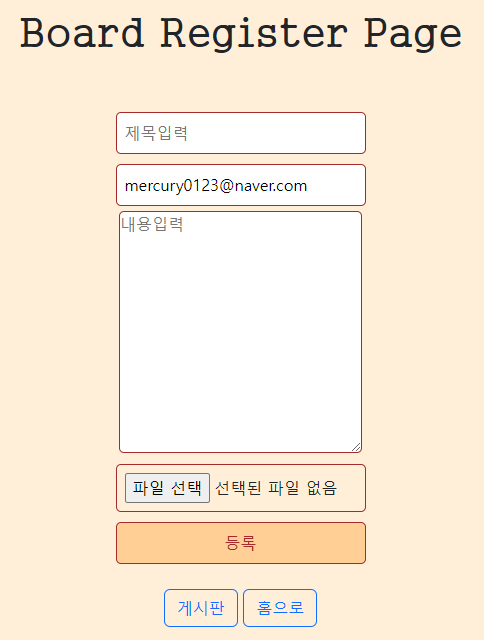 Board Register Page
제목입력
mercury0123@naver.com
내용입력
파일 선택 선택된 파일 없음
등록
게시판 홈으로